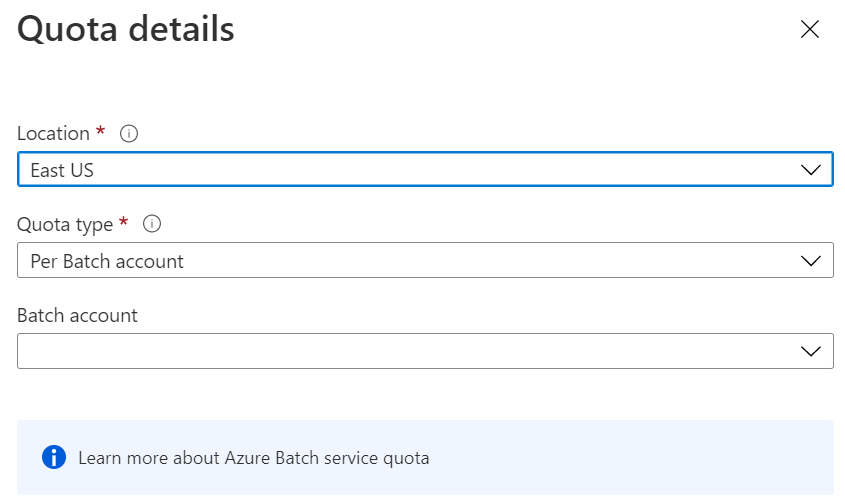 Quota details
Location *
East US
Quota type *
Per Batch account
Batch account
Learn more about Azure Batch service quota